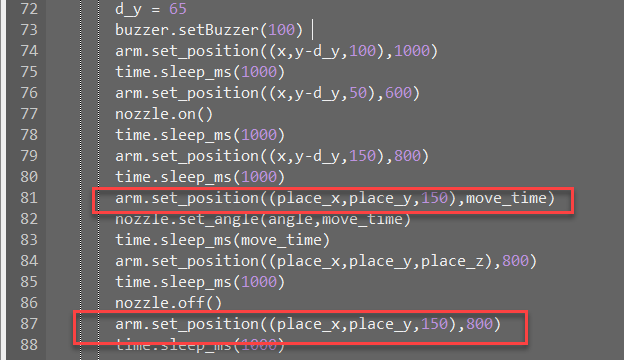 72 d_y = 65
73 buzzer.setBuzzer(100)
74 arm.set_position((x,y-d_y,100),1000)
75 time.sleep_ms(1000)
76 arm.set_position((x,y-d_y,50),600)
77 nozzle.on()
78 time.sleep_ms(1000)
79 arm.set_position((x,y-d_y,150),800)
80 time.sleep_ms(1000)
81 arm.set_position((place_x,place_y,150),move_time)
82 nozzle.set_angle(angle,move_time)
83 time.sleep_ms(move_time)
84 arm.set_position((place_x,place_y,place_z),800)
85 time.sleep_ms(1000)
86 nozzle.off()
87 arm.set_position((place_x,place_y,150),800)
88 time.sleep_ms(1000)